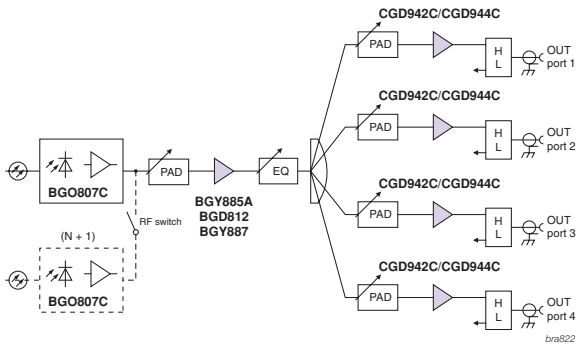 CGD942C/CGD944C
PAD
H
L
OUT
port 1
CGD942C/CGD944C
PAD
H
L
OUT
port 2
BGO807C
PAD
BGY885A
BGD812
BGY887
EQ
RF switch
(N + 1)
BGO807C
CGD942C/CGD944C
PAD
H
L
OUT
port 3
CGD942C/CGD944C
PAD
H
L
OUT
port 4
bra822